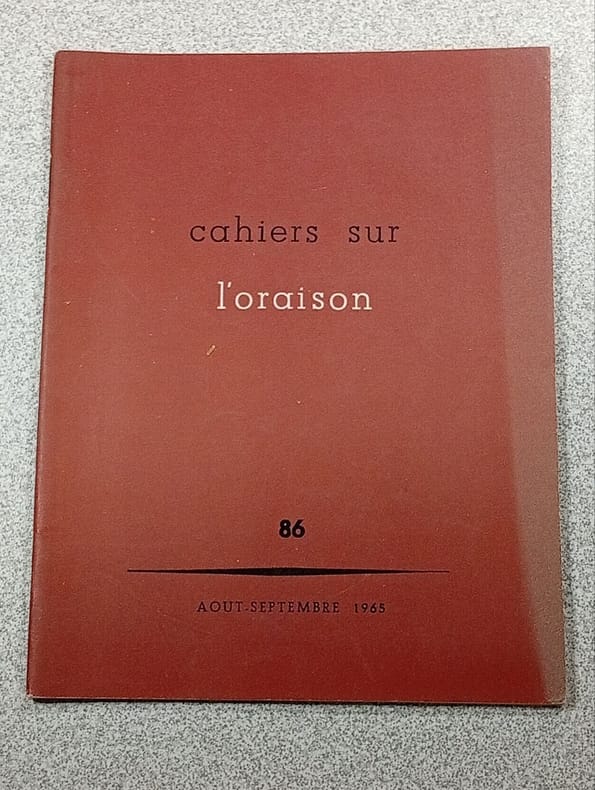 cahiers sur
l'oraison
86
AOUT-SEPTEMBRE 1965